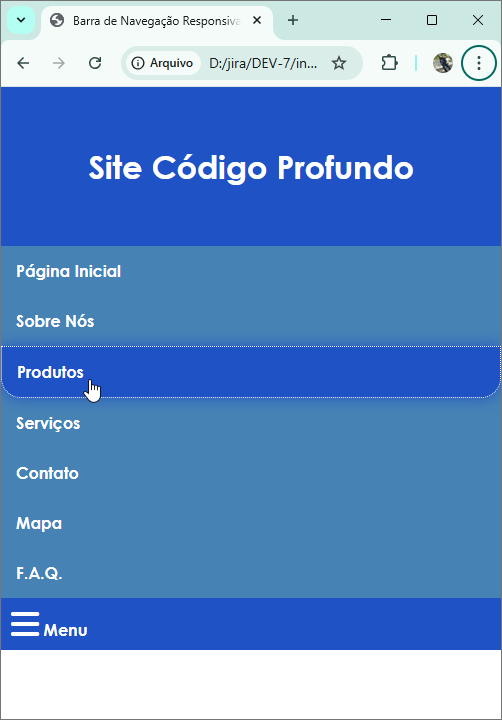 Barra de Navegação Responsiva
Arquivo D:/jira/DEV-7/in...
Site Código Profundo
Página Inicial
Sobre Nós
Produtos
Serviços
Contato
Mapa
F.A.Q.
Menu